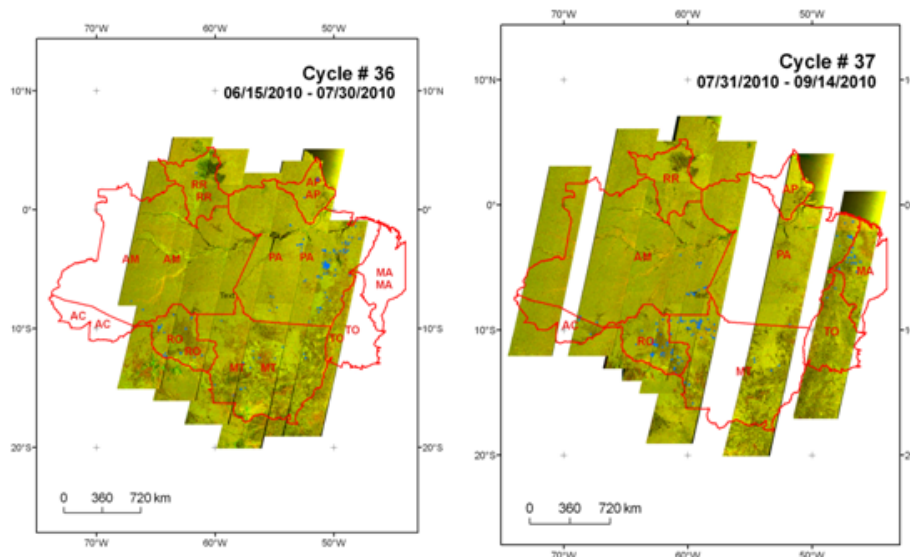 70°W 60°W 50°W
Cycle # 36
06/15/2010 - 07/30/2010
10°N 10°N
RR
RR
AP
AP
0° 0°
AM AM PA PA
MA
MA
AC AC
10°S 10°S
RO
RO
TO
MT MT
20°S 20°S
0 360 720 km
70°W 60°W 50°W
70°W 60°W 50°W
Cycle # 37
07/31/2010 - 09/14/2010
10°N
RR
AP
0° 0°
AM PA MA
AC
10°S
RO
TO
MT
20°S
0 360 720 km
70°W 60°W 50°W